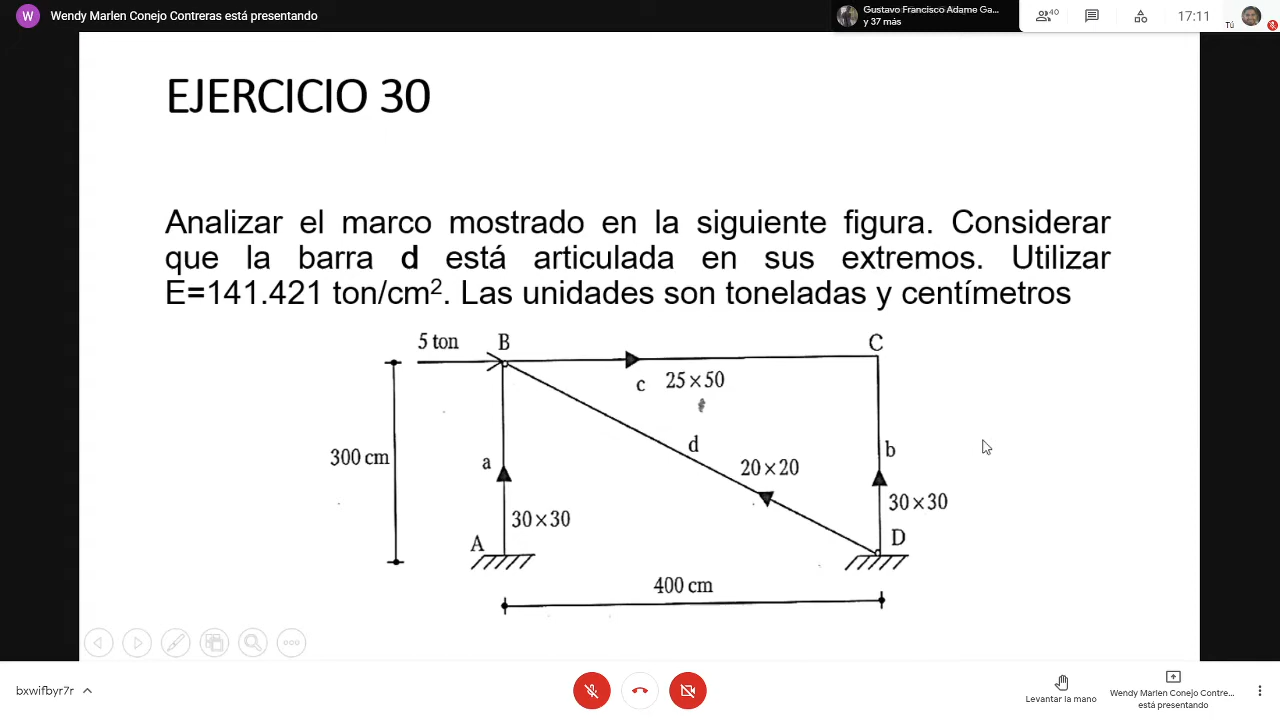 W Wendy Marlen Conejo Contreras está presentando
Gustavo Francisco Adame Ga...
y 37 más
40
17:11
Tú
EJERCICIO 30
Analizar el marco mostrado en la siguiente figura. Considerar
que la barra d está articulada en sus extremos. Utilizar
E=141.421 ton/cm². Las unidades son toneladas y centímetros
5 ton
B
C
c 25×50
300 cm
a
d
b
20×20
30×30
30×30
A
D
400 cm
bxwifbyr7r
Levantar la mano
Wendy Marlen Conejo Contre...
está presentando